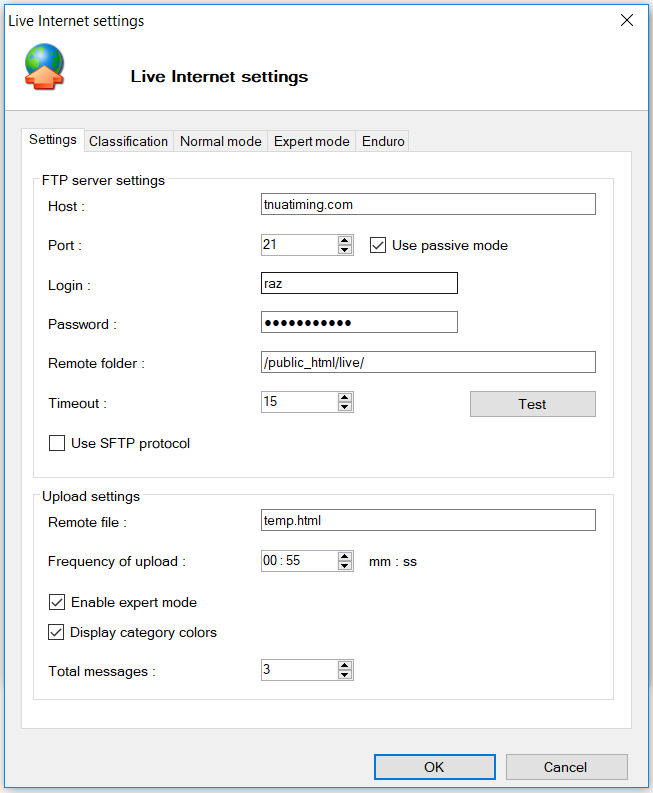 Live Internet settings
Live Internet settings
Settings Classification Normal mode Expert mode Enduro
FTP server settings
Host : tnuatiming.com
Port : 21 Use passive mode
Login : raz
Password : ●●●●●●●●●●●
Remote folder : /public_html/live/
Timeout : 15 Test
Use SFTP protocol
Upload settings
Remote file : temp.html
Frequency of upload : 00 : 55 mm : ss
Enable expert mode
Display category colors
Total messages : 3
OK Cancel